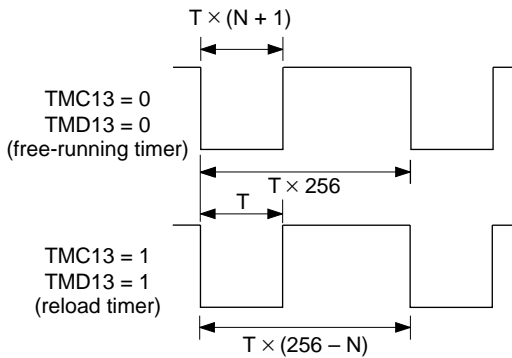 T × (N + 1)
TMC13 = 0
TMD13 = 0
(free-running timer)
T × 256
T
TMC13 = 1
TMD13 = 1
(reload timer)
T × (256 – N)